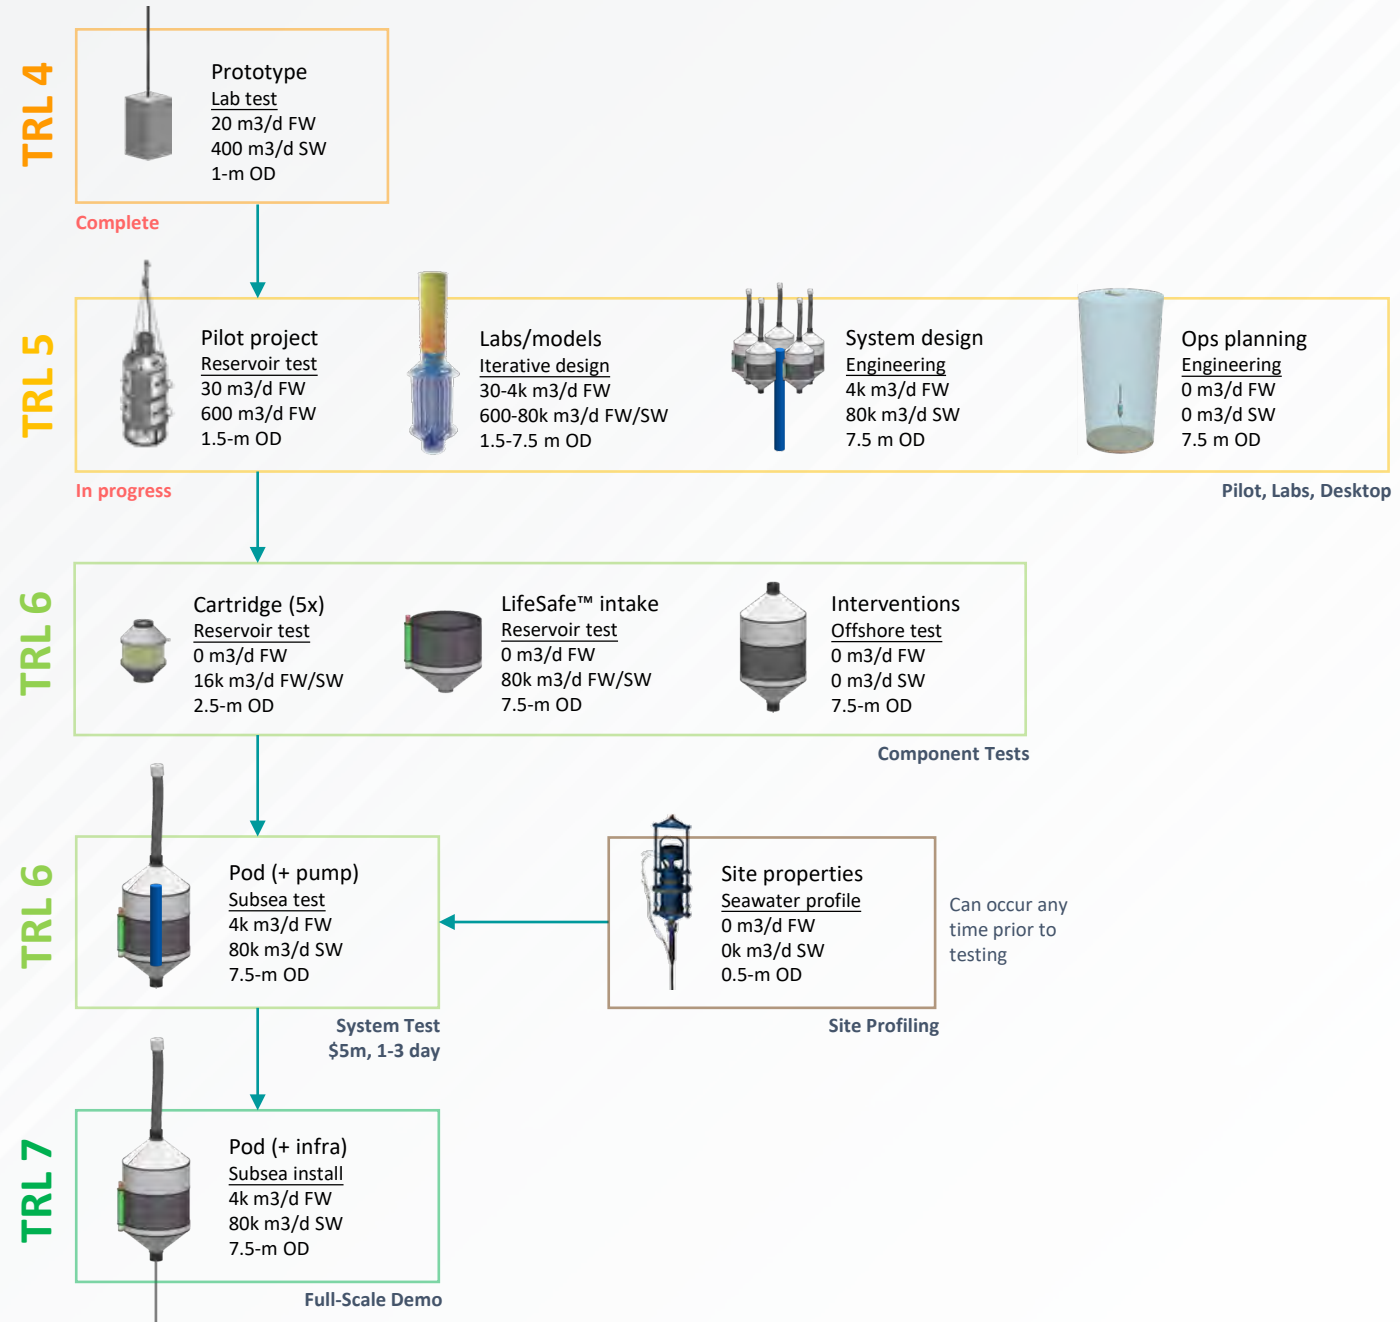 TRL 4
Prototype
Lab test
20 m3/d FW
400 m3/d SW
1-m OD
Complete
TRL 5
Pilot project
Reservoir test
30 m3/d FW
600 m3/d FW
1.5-m OD
Labs/models
Iterative design
30-4k m3/d FW
600-80k m3/d FW/SW
1.5-7.5 m OD
System design
Engineering
4k m3/d FW
80k m3/d SW
7.5 m OD
Ops planning
Engineering
0 m3/d FW
0 m3/d SW
7.5 m OD
In progress
Pilot, Labs, Desktop
TRL 6
Cartridge (5x)
Reservoir test
0 m3/d FW
16k m3/d FW/SW
2.5-m OD
LifeSafe™ intake
Reservoir test
0 m3/d FW
80k m3/d FW/SW
7.5-m OD
Interventions
Offshore test
0 m3/d FW
0 m3/d SW
7.5-m OD
Component Tests
TRL 6
Pod (+ pump)
Subsea test
4k m3/d FW
80k m3/d SW
7.5-m OD
System Test
$5m, 1-3 day
Site properties
Seawater profile
0 m3/d FW
0k m3/d SW
0.5-m OD
Site Profiling
Can occur any
time prior to
testing
TRL 7
Pod (+ infra)
Subsea install
4k m3/d FW
80k m3/d SW
7.5-m OD
Full-Scale Demo